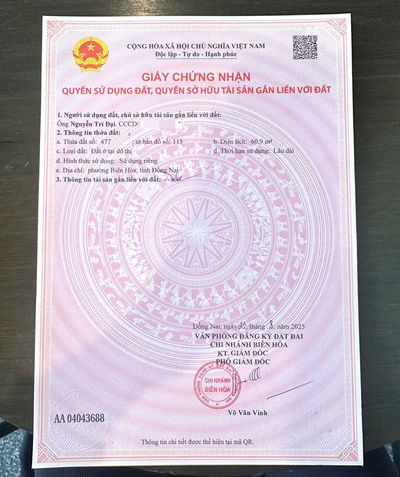 CỘNG HÒA XÃ HỘI CHỦ NGHĨA VIỆT NAM
Độc lập - Tự do - Hạnh phúc
GIẤY CHỨNG NHẬN
QUYỀN SỬ DỤNG ĐẤT, QUYỀN SỞ HỮU TÀI SẢN GẮN LIỀN VỚI ĐẤT
1. Người sử dụng đất, chủ sở hữu tài sản gắn liền với đất:
Ông Nguyễn Trí Đại, CCCD:
2. Thông tin thửa đất:
a. Thửa đất số: 477 ; tờ bản đồ số: 115 b. Diện tích: 60,9 m²
c. Loại đất: Đất ở tại đô thị d. Thời hạn sử dụng: Lâu dài
đ. Hình thức sử dụng: Sử dụng riêng
e. Địa chỉ: phường Biên Hòa, tỉnh Đồng Nai
3. Thông tin tài sản gắn liền với đất: -/-
Đồng Nai, ngày tháng 8 năm 2025
VĂN PHÒNG ĐĂNG KÝ ĐẤT ĐAI
CHI NHÁNH BIÊN HÒA
KT. GIÁM ĐỐC
PHÓ GIÁM ĐỐC
CHI NHÁNH
BIÊN HÒA
Võ Văn Vinh
AA 04043688
Thông tin chi tiết được thể hiện tại mã QR.